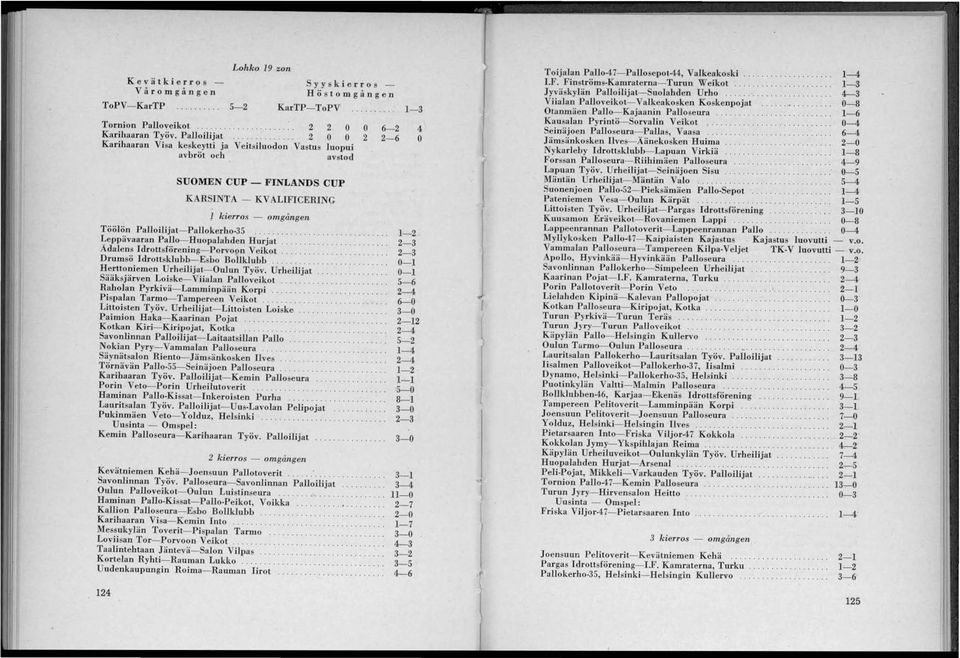 Lohko 19 zon
Kevätkierros — Syyskierros —
Våromgången Höstomgången
ToPV—KarTP .......... 5—2 KarTP—ToPV .......... 1—3
Tornion Palloveikot .......... 2 2 0 0 6—2 4
Karihaaran Työv. Palloilijat .......... 2 0 0 2 2—6 0
Karihaaran Visa keskeytti ja Veitsiluodon Vastus luopui
avbröt och avstod
SUOMEN CUP — FINLANDS CUP
KARSINTA — KVALIFICERING
1 kierros — omgången
Töölön Palloilijat—Pallokerho-35 .......... 1—2
Leppävaaran Pallo—Huopalahden Hurjat .......... 2—3
Ådalens Idrottsförening—Porvoon Veikot .......... 2—3
Drumsö Idrottsklubb—Esbo Bollklubb .......... 0—1
Herttoniemen Urheilijat—Oulun Työv. Urheilijat .......... 0—1
Sääksjärven Loiske—Viialan Palloveikot .......... 5—6
Raholan Pyrkivä—Lamminpään Korpi .......... 2—4
Pispalan Tarmo—Tampereen Veikot .......... 6—0
Littoisten Työv. Urheilijat—Littoisten Loiske .......... 3—0
Paimion Haka—Kaarinan Pojat .......... 2—12
Kotkan Kiri—Kiripojat, Kotka .......... 2—4
Savonlinnan Palloilijat—Laitaatsillan Pallo .......... 5—2
Nokian Pyry—Vammalan Palloseura .......... 1—4
Säynätsalon Riento—Jämsänkosken Ilves .......... 2—4
Törnävän Pallo-55—Seinäjoen Palloseura .......... 1—2
Karihaaran Työv. Palloilijat—Kemin Palloseura .......... 1—1
Porin Veto—Porin Urheilutoverit .......... 5—0
Haminan Pallo-Kissat—Inkeroisten Purha .......... 8—1
Lauritsalan Työv. Palloilijat—Uus-Lavolan Pelipojat .......... 3—0
Pukinmäen Veto—Yolduz, Helsinki .......... 2—3
Uusinta — Omspel:
Kemin Palloseura—Karihaaran Työv. Palloilijat .......... 3—0
2 kierros — omgången
Kevätniemen Kehä—Joensuun Pallotoverit .......... 3—1
Savonlinnan Työv. Palloseura—Savonlinnan Palloilijat .......... 3—4
Oulun Palloveikot—Oulun Luistinseura .......... 11—0
Haminan Pallo-Kissat—Pallo-Peikot, Voikka .......... 2—7
Kallion Palloseura—Esbo Bollklubb .......... 2—0
Karihaaran Visa—Kemin Into .......... 1—7
Messukylän Toverit—Pispalan Tarmo .......... 3—0
Loviisan Tor—Porvoon Veikot .......... 4—3
Taalintehtaan Jäntevä—Salon Vilpas .......... 3—2
Kortelan Ryhti—Rauman Lukko .......... 3—5
Uudenkaupungin Roima—Rauman Iirot .......... 4—6
124
Toijalan Pallo-47—Pallosepot-44, Valkeakoski .......... 1—4
I.F. Finströms-Kamraterna—Turun Weikot .......... 1—3
Jyväskylän Palloilijat—Suolahden Urho .......... 4—3
Viialan Palloveikot—Valkeakosken Koskenpojat .......... 0—8
Otanmäen Pallo—Kajaanin Palloseura .......... 1—6
Kausalan Pyrintö—Sorvalin Veikot .......... 0—4
Seinäjoen Palloseura—Pallas, Vaasa .......... 6—4
Jämsänkosken Ilves—Äänekosken Huima .......... 2—0
Nykarleby Idrottsklubb—Lapuan Virkiä .......... 1—8
Forssan Palloseura—Riihimäen Palloseura .......... 4—9
Lapuan Työv. Urheilijat—Seinäjoen Sisu .......... 0—5
Mäntän Urheilijat—Mäntän Valo .......... 5—4
Suonenjoen Pallo-52—Pieksämäen Pallo-Sepot .......... 1—4
Pateniemen Vesa—Oulun Kärpät .......... 1—5
Littoisten Työv. Urheilijat—Pargas Idrottsförening .......... 3—10
Kuusamon Eräveikot—Rovaniemen Lappi .......... 0—8
Lappeenrannan Pallotoverit—Lappeenrannan Pallo .......... 0—4
Myllykosken Pallo-47—Kaipiaisten Kajastus Kajastus luovutti — v.o.
Vammalan Palloseura—Tampereen Kilpa-Veljet TK-V luovutti — v.o.
Apollo, Hyvinkää—Hyvinkään Palloseura .......... 1—2
Savonlinnan Pallokerho—Simpeleen Urheilijat .......... 9—3
Kaarinan Pojat—I.F. Kamraterna, Turku .......... 2—4
Porin Palloilijat—Porin Veto .......... 2—1
Lielahden Kipinä—Kalevan Pallopojat .......... 0—3
Kotkan Palloseura—Kiripojat, Kotka .......... 1—0
Turun Pyrkivä—Turun Teräs .......... 1—2
Turun Jyry—Turun Palloveikot .......... 3—2
Käpylän Pallo—Helsingin Kullervo .......... 2—3
Oulun Tarmo—Oulun Palloseura .......... 2—4
Lauritsalan Pallokerho—Lauritsalan Työv. Palloilijat .......... 3—13
Iisalmen Palloveikot—Pallokerho-37, Iisalmi .......... 0—3
Dynamo, Helsinki—Pallokerho-35, Helsinki .......... 3—8
Puotinkylän Valtti—Malmin Palloseura .......... 4—5
Bollklubben-46, Karjaa—Ekenäs Idrottsförening .......... 9—1
Tampereen Pelitoverit—Lamminpään Korpi .......... 3—1
Joensuun Pelitoverit—Joensuun Palloseura .......... 7—0
Yolduz, Helsinki—Helsingin Ilves .......... 2—1
Pietarsaaren Into—Friska Viljor-47 Kokkola .......... 2—2
Kokkolan Jymy—Ykspihlajan Reima .......... 4—2
Käpylän Urheiluveikot—Oulunkylän Työv. Urheilijat .......... 7—4
Huopalahden Hurjat—Arsenal .......... 2—5
Peli-Pojat, Mikkeli—Varkauden Työv. Palloilijat .......... 2—1
Tornion Pallo-47—Kemin Palloseura .......... 13—0
Turun Jyry—Hirvensalon Heitto .......... 0—3
Uusinta — Omspel:
Friska Viljor-47—Pietarsaaren Into .......... 1—4
3 kierros — omgången
Joensuun Pelitoverit—Kevätniemen Kehä .......... 2—1
Pargas Idrottsförening—I.F. Kamraterna, Turku .......... 1—2
Pallokerho-35, Helsinki—Helsingin Kullervo .......... 3—6
125